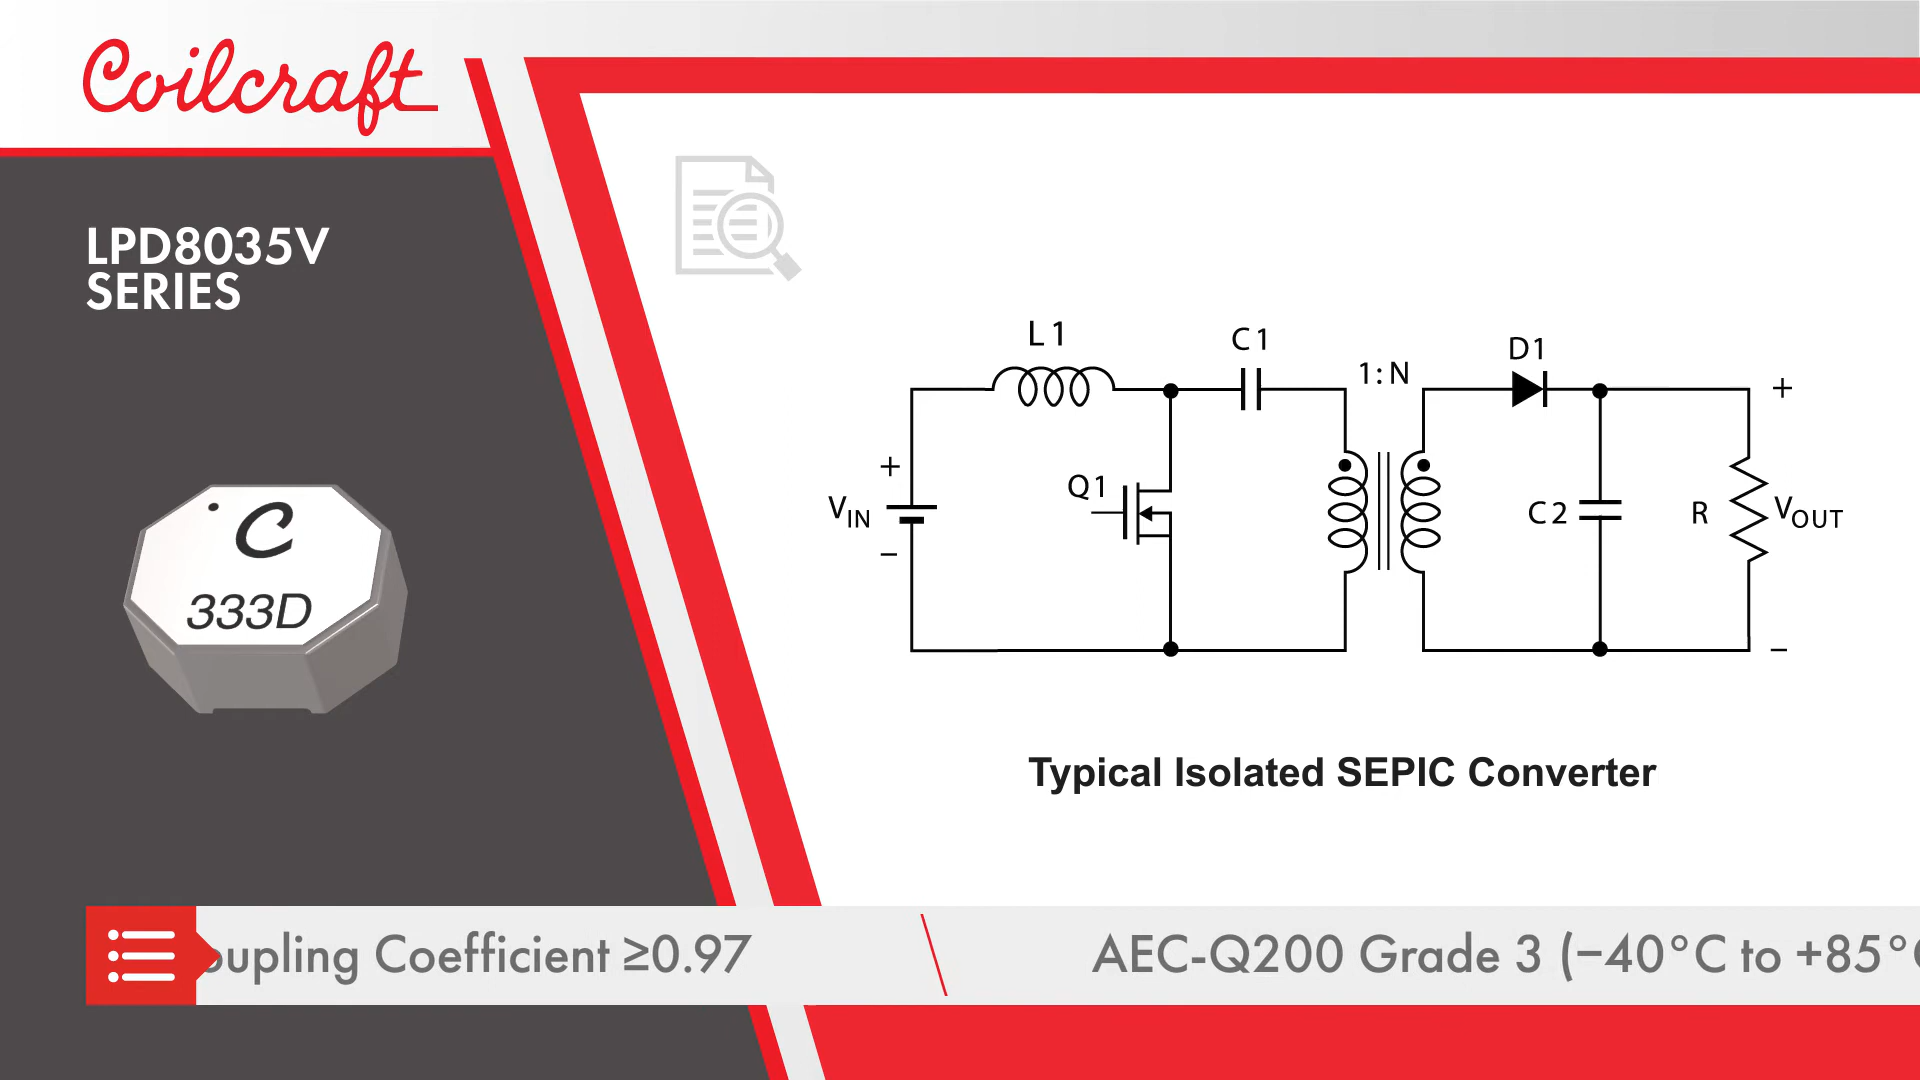 Coilcraft
LPD8035V
SERIES
C
333D
L1
C1
1:N
D1
+
+
Q1
VIN
C2
R
VOUT
−
−
Typical Isolated SEPIC Converter
oupling Coefficient ≥0.97
AEC-Q200 Grade 3 (−40°C to +85°C